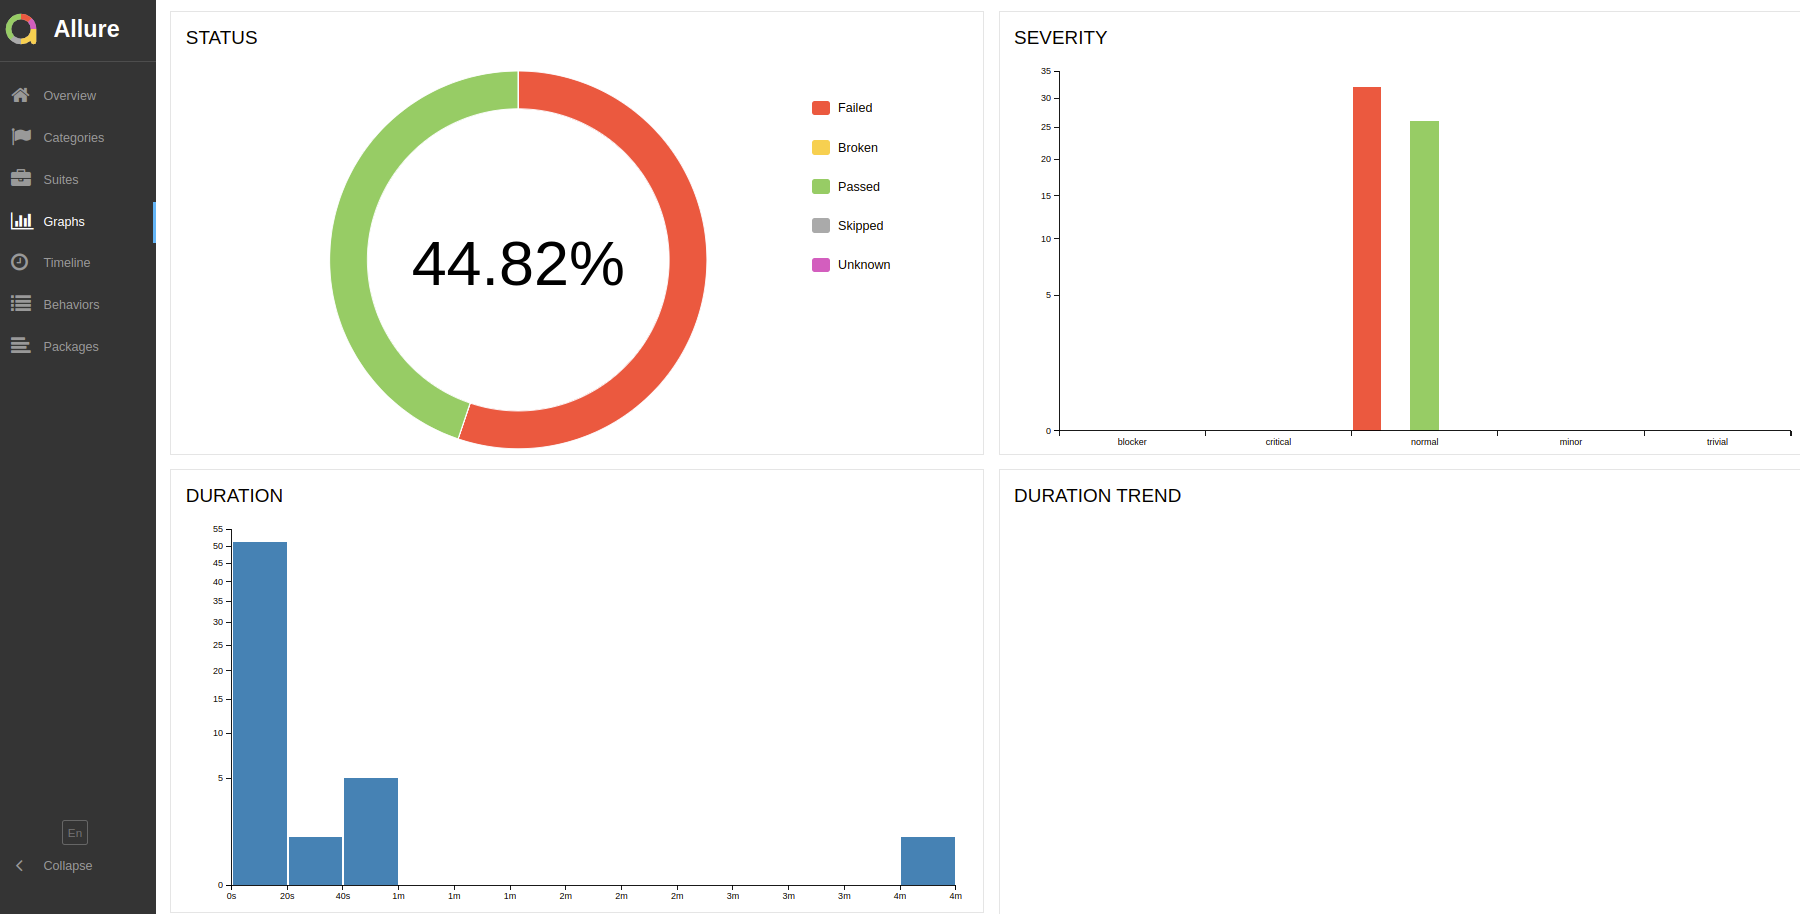 Allure
Overview
Categories
Suites
Graphs
Timeline
Behaviors
Packages
En
Collapse
STATUS
44.82%
Failed
Broken
Passed
Skipped
Unknown
SEVERITY
35
30
25
20
15
10
5
0
blocker critical normal minor trivial
DURATION
55
50
45
40
35
30
25
20
15
10
5
0
0s 20s 40s 1m 1m 1m 2m 2m 2m 3m 3m 3m 4m 4m
DURATION TREND